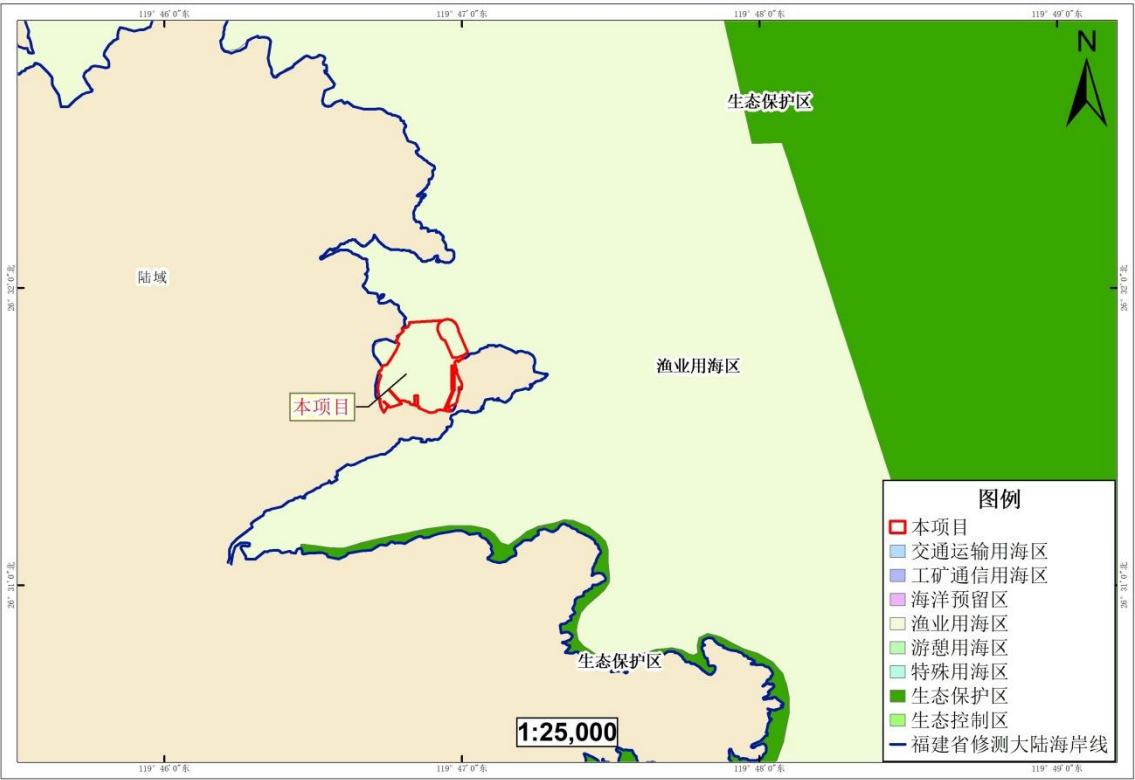 119° 46′0″东
119° 47′0″东
119° 48′0″东
119° 49′0″东
N
生态保护区
陆域
26° 32′0″北
26° 32′0″北
渔业用海区
本项目
图例
本项目
交通运输用海区
工矿通信用海区
海洋预留区
渔业用海区
游憩用海区
特殊用海区
生态保护区
生态控制区
福建省修测大陆海岸线
26° 31′0″北
26° 31′0″北
生态保护区
1:25,000
119° 46′0″东
119° 47′0″东
119° 48′0″东
119° 49′0″东